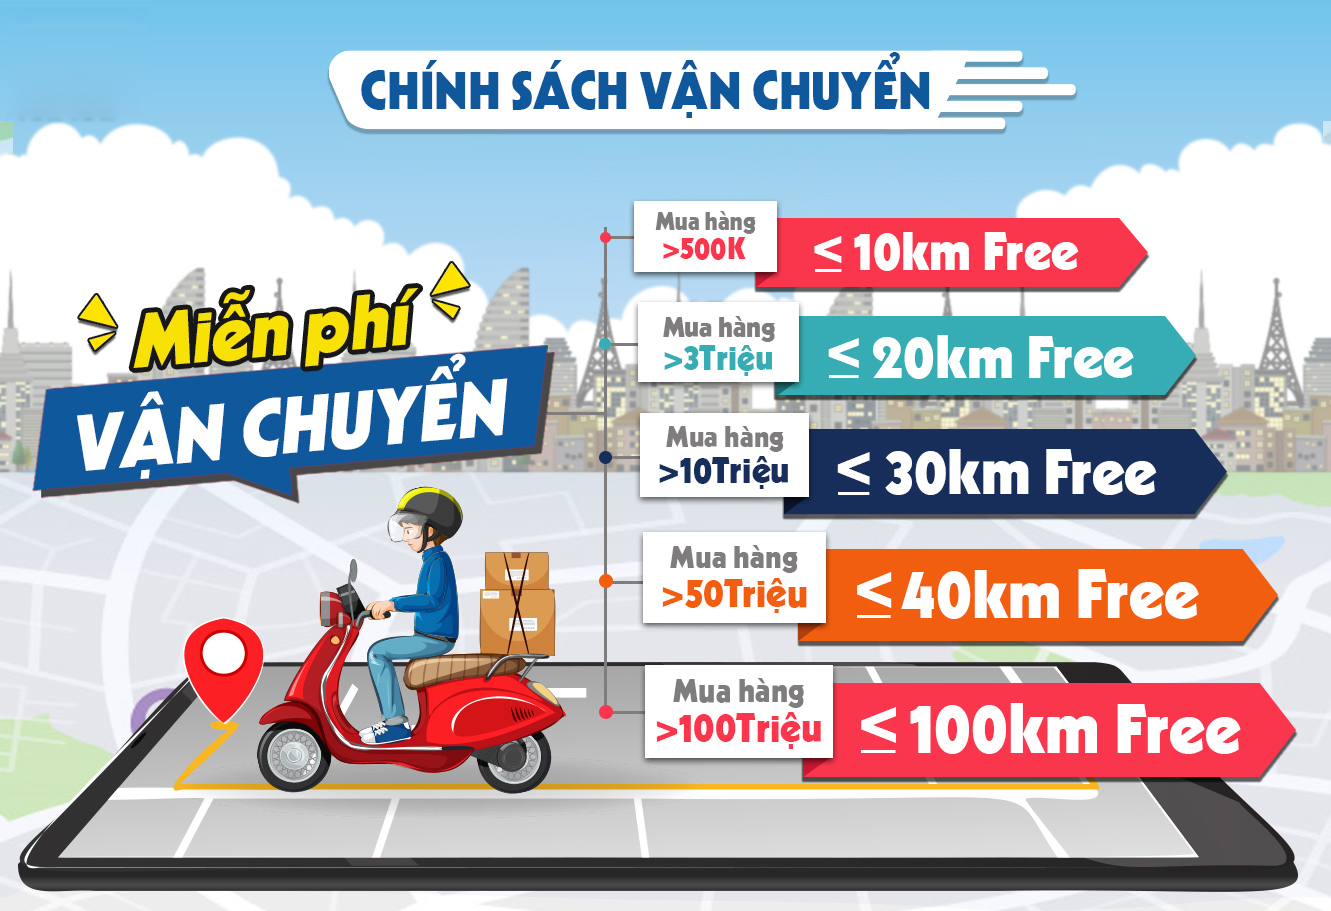 CHÍNH SÁCH VẬN CHUYỂN
Miễn phí
VẬN CHUYỂN
Mua hàng
>500K
≤ 10km Free
Mua hàng
>3Triệu
≤ 20km Free
Mua hàng
>10Triệu
≤ 30km Free
Mua hàng
>50Triệu
≤ 40km Free
Mua hàng
>100Triệu
≤ 100km Free